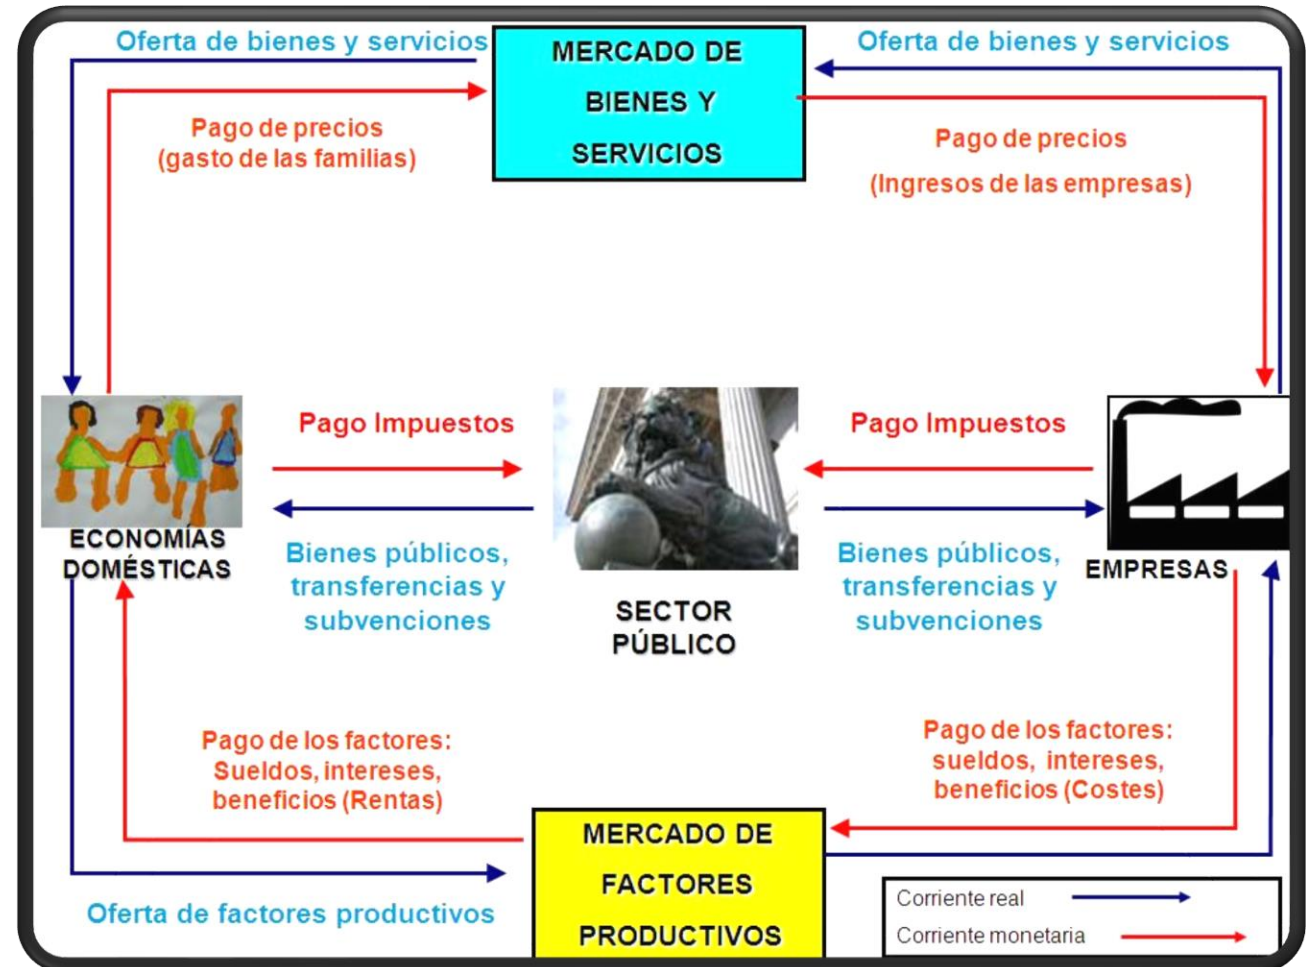 Oferta de bienes y servicios
MERCADO DE
BIENES Y
SERVICIOS
Oferta de bienes y servicios
Pago de precios
(gasto de las familias)
Pago de precios
(Ingresos de las empresas)
Pago Impuestos
Pago Impuestos
ECONOMÍAS
DOMÉSTICAS
Bienes públicos,
transferencias y
subvenciones
SECTOR
PÚBLICO
Bienes públicos,
transferencias y
subvenciones
EMPRESAS
Pago de los factores:
Sueldos, intereses,
beneficios (Rentas)
Pago de los factores:
sueldos, intereses,
beneficios (Costes)
MERCADO DE
FACTORES
PRODUCTIVOS
Oferta de factores productivos
Corriente real
Corriente monetaria